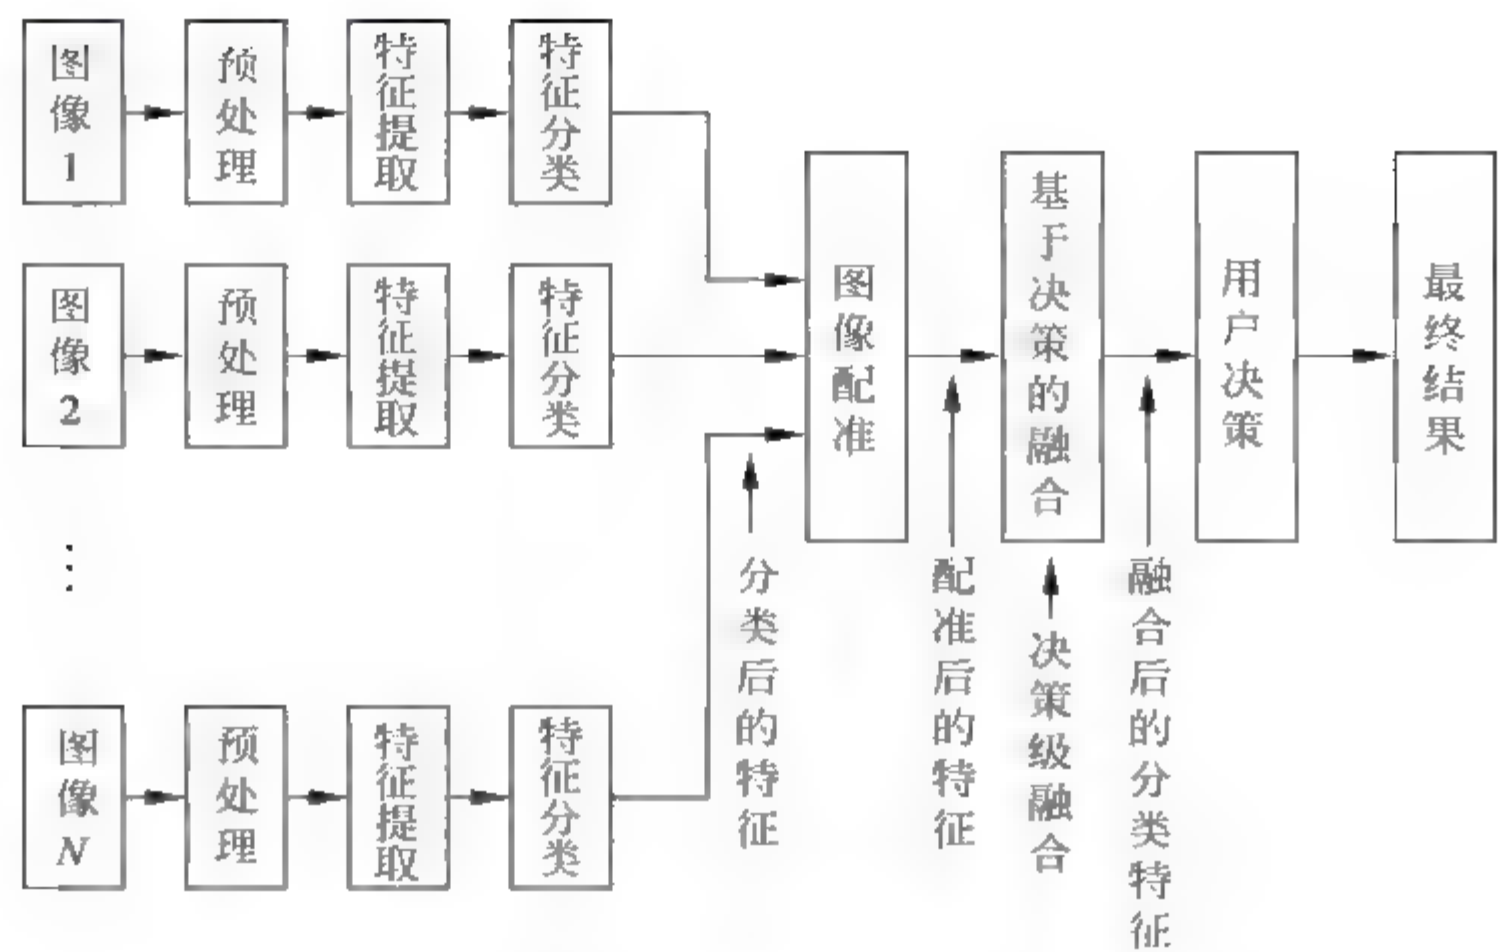 图像1
预处理
特征提取
特征分类
图像2
预处理
特征提取
特征分类
⋮
图像N
预处理
特征提取
特征分类
分类后的特征
图像配准
配准后的特征
基于决策的融合
决策级融合
融合后的分类特征
用户决策
最终结果